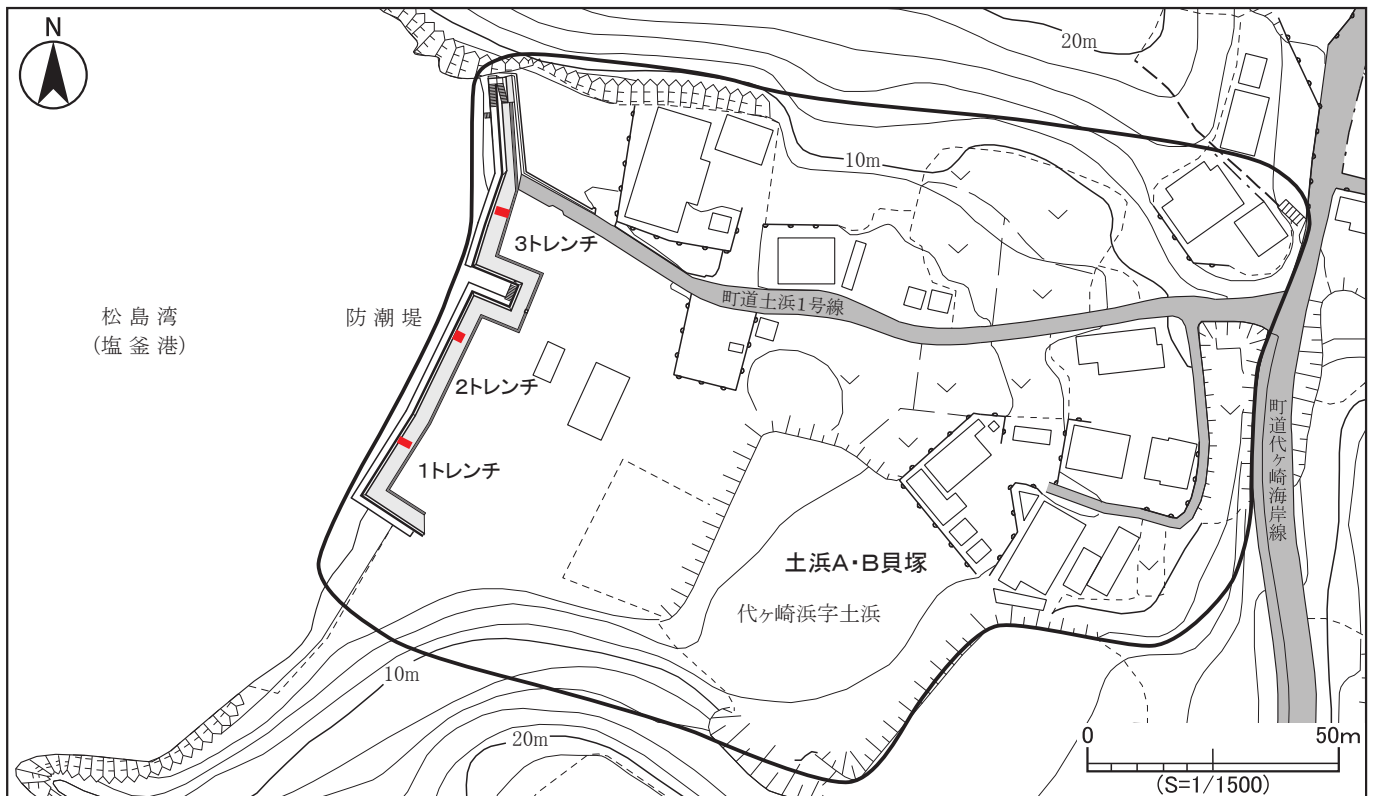 N
20m
10m
3トレンチ
町道土浜1号線
松島湾
(塩釜港)
防潮堤
2トレンチ
1トレンチ
町道代ヶ崎海岸線
土浜A・B貝塚
代ヶ崎浜字土浜
10m
20m
0 50m
(S=1/1500)